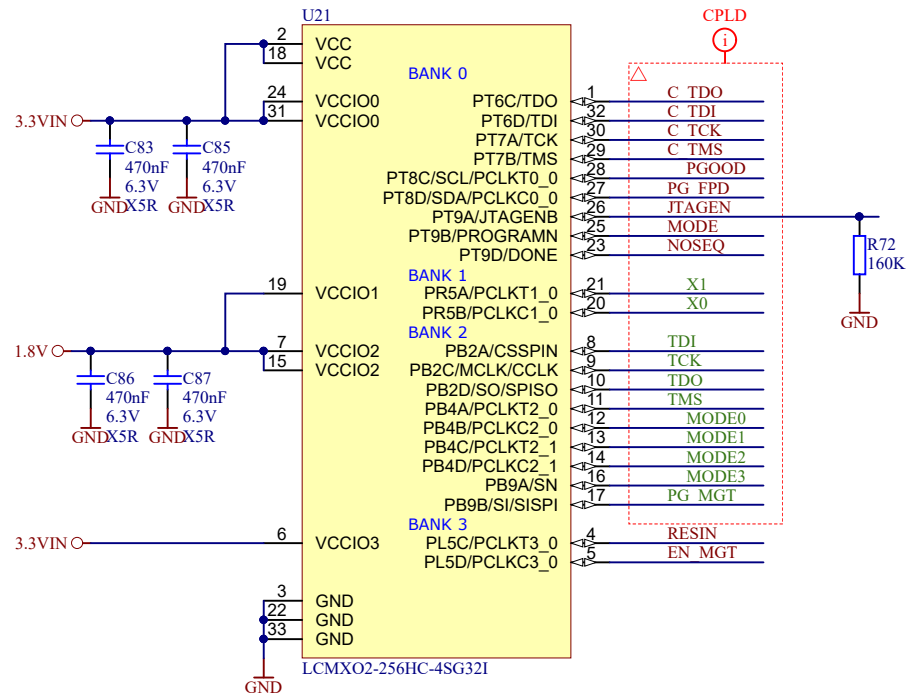 U21
CPLD
i
2 VCC
18 VCC
BANK 0
24 VCCIO0
31 VCCIO0
3.3VIN
C83
470nF
6.3V
X5R
GND
C85
470nF
6.3V
X5R
GND
PT6C/TDO 1 C_TDO
PT6D/TDI 32 C_TDI
PT7A/TCK 30 C_TCK
PT7B/TMS 29 C_TMS
PT8C/SCL/PCLKT0_0 28 PGOOD
PT8D/SDA/PCLKC0_0 27 PG_FPD
PT9A/JTAGENB 26 JTAGEN
PT9B/PROGRAMN 25 MODE
PT9D/DONE 23 NOSEQ
R72
160K
GND
BANK 1
19 VCCIO1
PR5A/PCLKT1_0 21 X1
PR5B/PCLKC1_0 20 X0
BANK 2
1.8V
7 VCCIO2
15 VCCIO2
C86
470nF
6.3V
X5R
GND
C87
470nF
6.3V
X5R
GND
PB2A/CSSPIN 8 TDI
PB2C/MCLK/CCLK 9 TCK
PB2D/SO/SPISO 10 TDO
PB4A/PCLKT2_0 11 TMS
PB4B/PCLKC2_0 12 MODE0
PB4C/PCLKT2_1 13 MODE1
PB4D/PCLKC2_1 14 MODE2
PB9A/SN 16 MODE3
PB9B/SI/SISPI 17 PG_MGT
BANK 3
3.3VIN 6 VCCIO3
PL5C/PCLKT3_0 4 RESIN
PL5D/PCLKC3_0 5 EN_MGT
3 GND
22 GND
33 GND
GND
LCMXO2-256HC-4SG32I